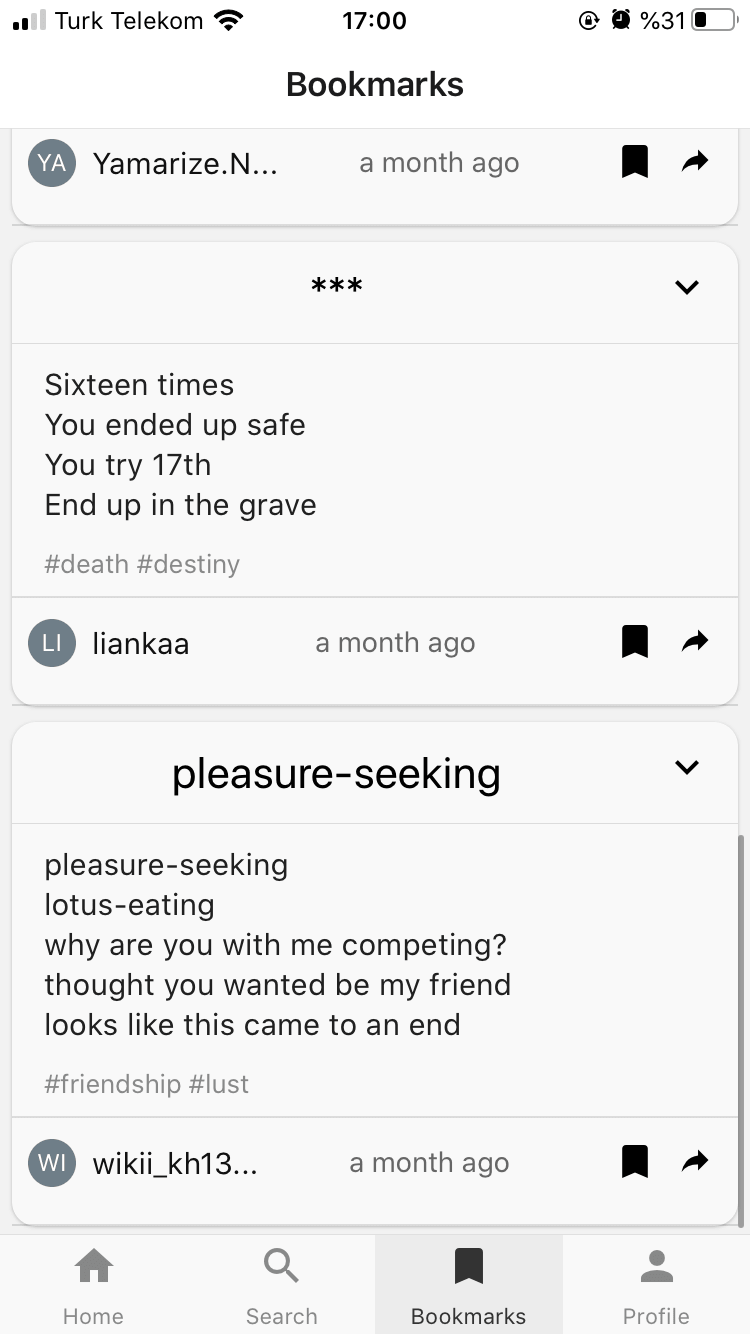 Turk Telekom 17:00 %31
Bookmarks
YA Yamarize.N... a month ago
***
Sixteen times
You ended up safe
You try 17th
End up in the grave
#death #destiny
LI liankaa a month ago
pleasure-seeking
pleasure-seeking
lotus-eating
why are you with me competing?
thought you wanted be my friend
looks like this came to an end
#friendship #lust
WI wikii_kh13... a month ago
Home Search Bookmarks Profile